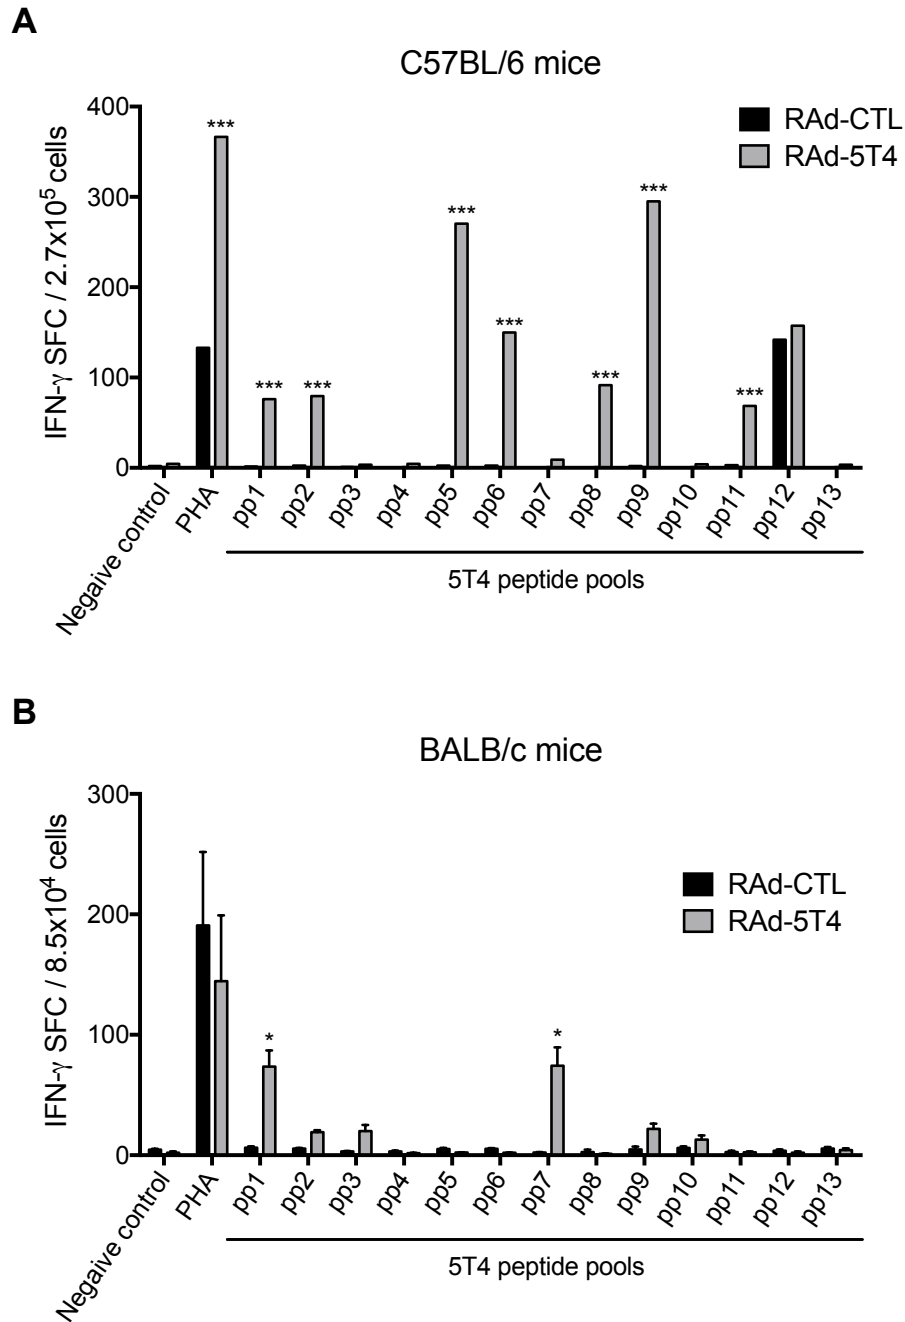 A
C57BL/6 mice
IFN-γ SFC / 2.7x10⁵ cells
400
300
200
100
0
RAd-CTL
RAd-5T4
***
***
***
***
***
***
***
***
Negaive control
PHA
pp1
pp2
pp3
pp4
pp5
pp6
pp7
pp8
pp9
pp10
pp11
pp12
pp13
5T4 peptide pools
B
BALB/c mice
IFN-γ SFC / 8.5x10⁴ cells
300
200
100
0
RAd-CTL
RAd-5T4
*
*
Negaive control
PHA
pp1
pp2
pp3
pp4
pp5
pp6
pp7
pp8
pp9
pp10
pp11
pp12
pp13
5T4 peptide pools